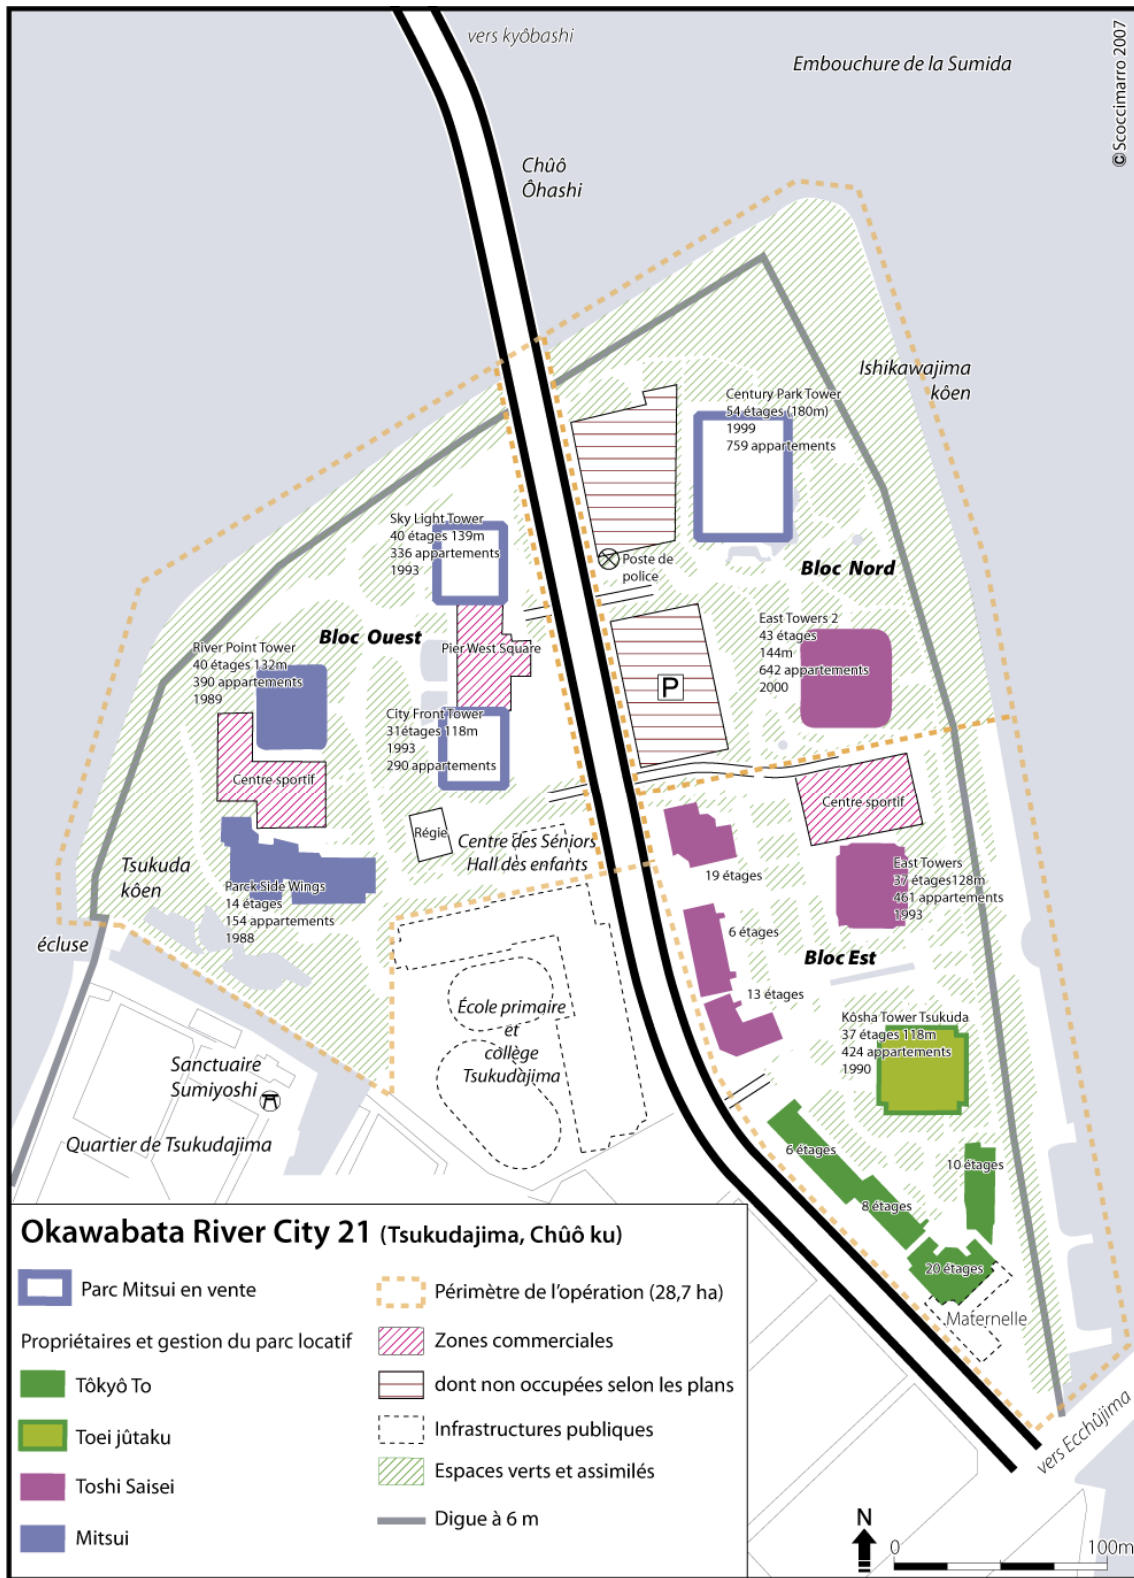 vers kyôbashi
Embouchure de la Sumida
© Scoccimarro 2007
Chûô
Ôhashi
Ishikawajima
kôen
Century Park Tower
54 étages (180m)
1999
759 appartements
Sky Light Tower
40 étages 139m
336 appartements
1993
Poste de
police
Bloc Nord
East Towers 2
43 étages
144m
642 appartements
2000
Bloc Ouest
Pier West Square
River Point Tower
40 étages 132m
390 appartements
1989
P
City Front Tower
31étages 118m
1993
290 appartements
Centre sportif
Centre sportif
Régie
Centre des Séniors
Hall des enfants
Tsukuda
kôen
Parck Side Wings
14 étages
154 appartements
1988
19 étages
East Towers
37 étages128m
461 appartements
1993
6 étages
écluse
Bloc Est
13 étages
École primaire
et
collège
Tsukudajima
Kôsha Tower Tsukuda
37 étages 118m
424 appartements
1990
Sanctuaire
Sumiyoshi
Quartier de Tsukudajima
6 étages
10 étages
8 étages
20 étages
Maternelle
vers Ecchûjima
Okawabata River City 21 (Tsukudajima, Chûô ku)
Parc Mitsui en vente
Propriétaires et gestion du parc locatif
Tôkyô To
Toei jûtaku
Toshi Saisei
Mitsui
Périmètre de l'opération (28,7 ha)
Zones commerciales
dont non occupées selon les plans
Infrastructures publiques
Espaces verts et assimilés
Digue à 6 m
N
0 100m